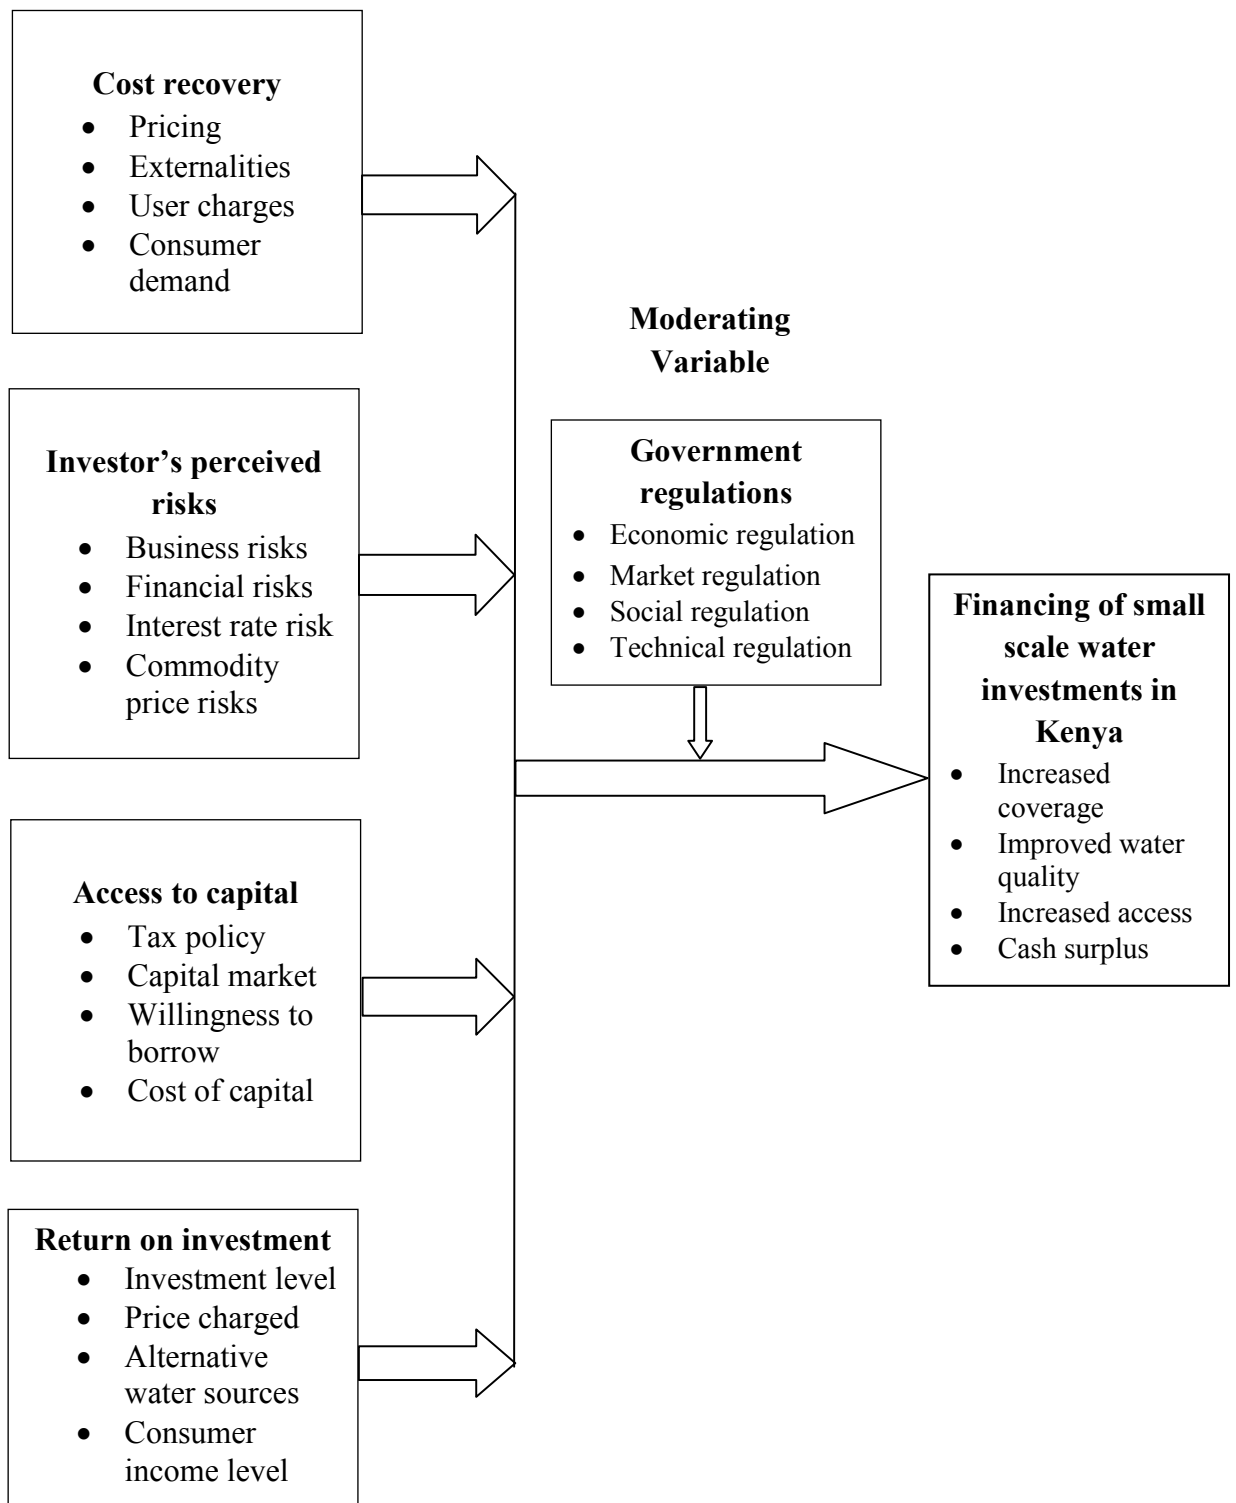 Cost recovery
• Pricing
• Externalities
• User charges
• Consumer
demand
Investor’s perceived
risks
• Business risks
• Financial risks
• Interest rate risk
• Commodity
price risks
Access to capital
• Tax policy
• Capital market
• Willingness to
borrow
• Cost of capital
Return on investment
• Investment level
• Price charged
• Alternative
water sources
• Consumer
income level
Moderating
Variable
Government
regulations
• Economic regulation
• Market regulation
• Social regulation
• Technical regulation
Financing of small
scale water
investments in
Kenya
• Increased
coverage
• Improved water
quality
• Increased access
• Cash surplus